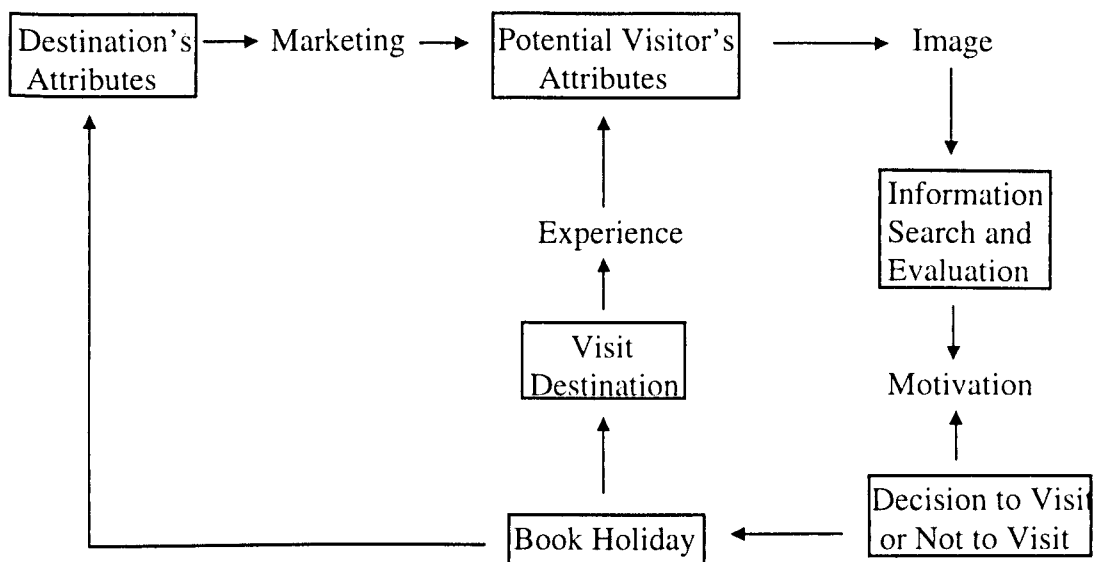 Destination's
Attributes
Marketing
Potential Visitor's
Attributes
Image
Information
Search and
Evaluation
Experience
Visit
Destination
Motivation
Decision to Visit
or Not to Visit
Book Holiday